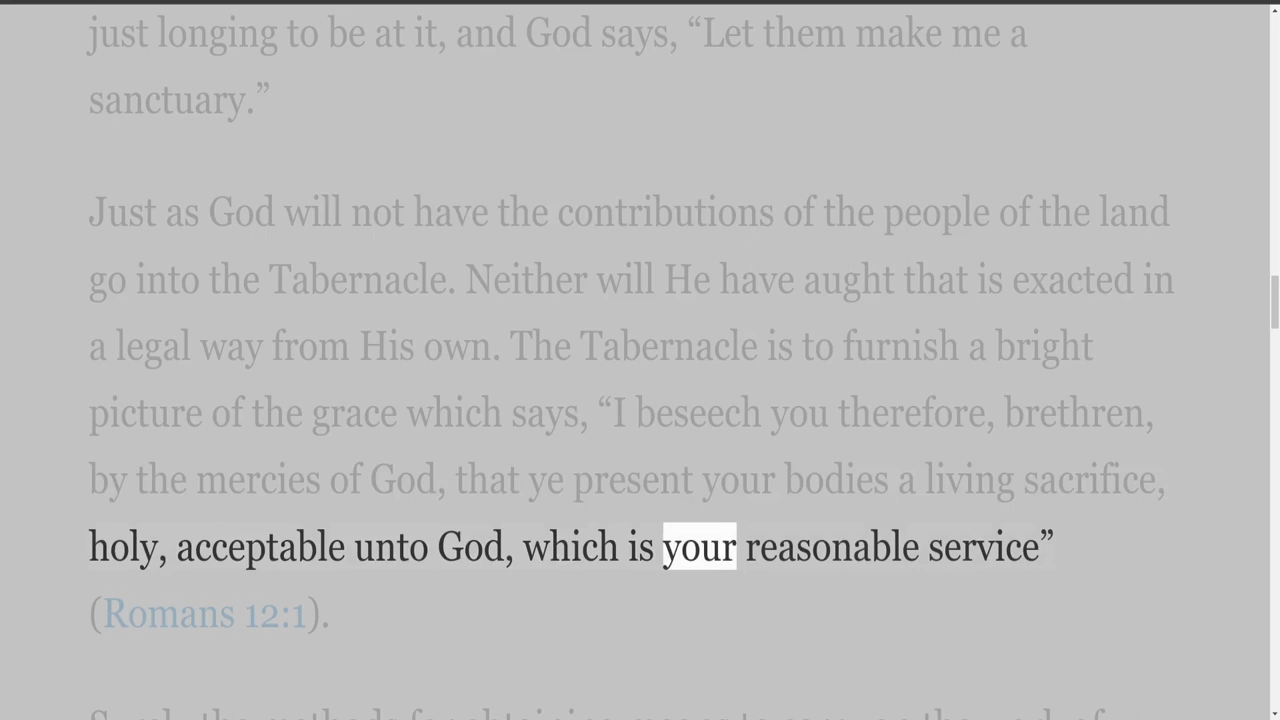 just longing to be at it, and God says, “Let them make me a
sanctuary.”
Just as God will not have the contributions of the people of the land
go into the Tabernacle. Neither will He have aught that is exacted in
a legal way from His own. The Tabernacle is to furnish a bright
picture of the grace which says, “I beseech you therefore, brethren,
by the mercies of God, that ye present your bodies a living sacrifice,
holy, acceptable unto God, which is your reasonable service”
(Romans 12:1).